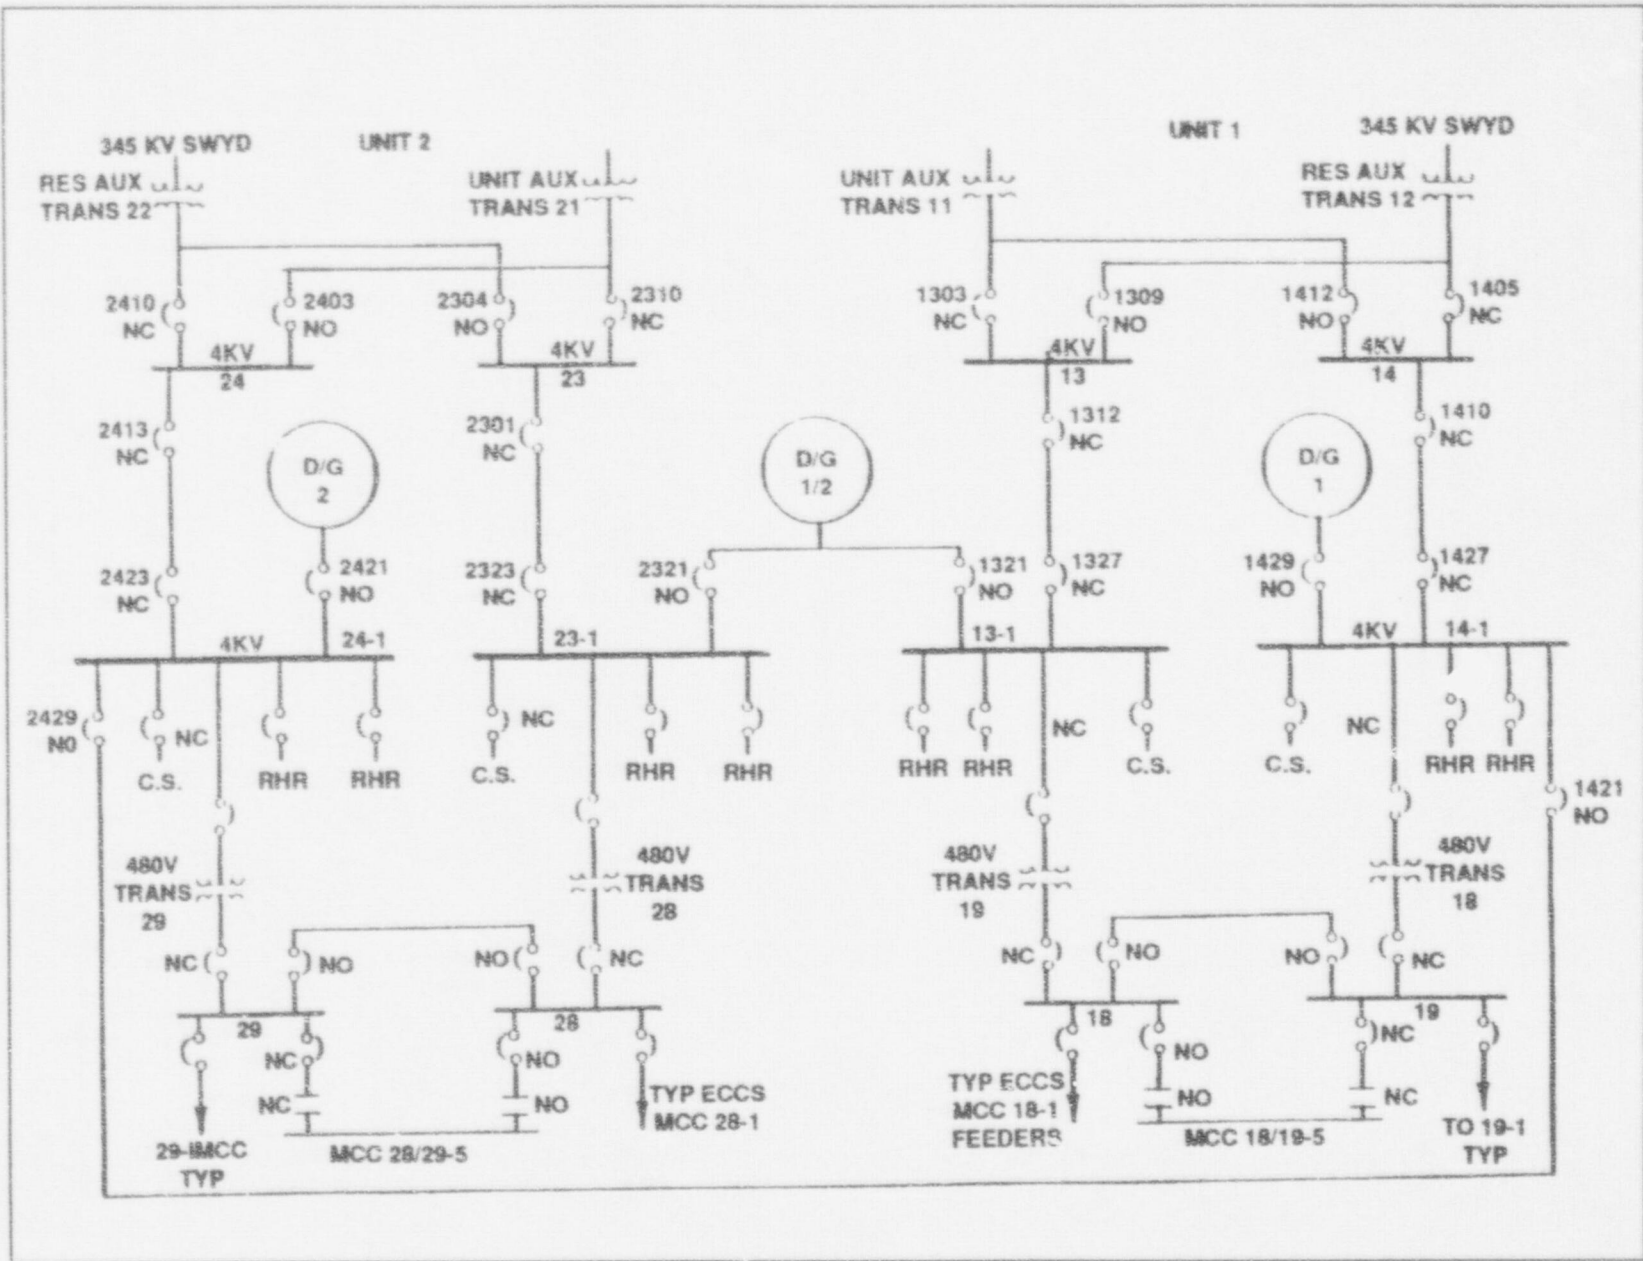 345 KV SWYD
UNIT 2
UNIT 1
345 KV SWYD
RES AUX
TRANS 22
UNIT AUX
TRANS 21
UNIT AUX
TRANS 11
RES AUX
TRANS 12
2410
NC
2403
NO
2304
NO
2310
NC
1303
NC
1309
NO
1412
NO
1405
NC
4KV
24
4KV
23
4KV
13
4KV
14
2413
NC
D/G
2
2301
NC
D/G
1/2
1312
NC
D/G
1
1410
NC
2423
NC
2421
NO
2323
NC
2321
NO
1321
NO
1327
NC
1429
NO
1427
NC
4KV
24-1
23-1
13-1
4KV
14-1
2429
N0
C.S.
NC
RHR
RHR
C.S.
NC
RHR
RHR
RHR
RHR
NC
C.S.
C.S.
NC
RHR
RHR
1421
NO
480V
TRANS
29
480V
TRANS
28
480V
TRANS
19
480V
TRANS
18
NC
NO
NO
NC
NC
NO
NO
NC
29
28
18
19
NC
NO
NO
NC
NC
NO
NO
NC
29-IMCC
TYP
MCC 28/29-5
TYP ECCS
MCC 28-1
TYP ECCS
MCC 18-1
FEEDERS
MCC 18/19-5
TO 19-1
TYP